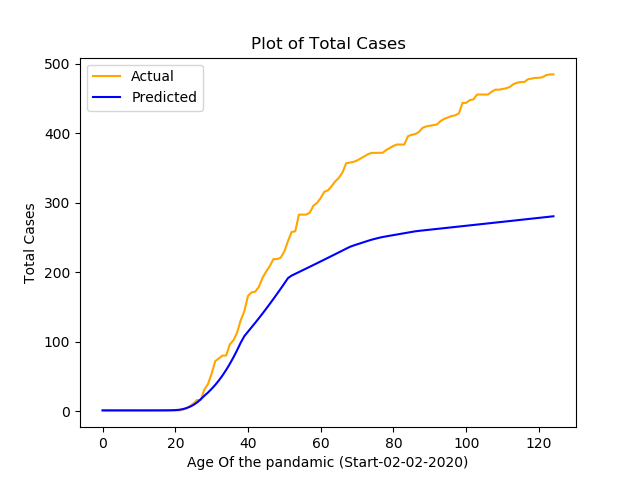 Plot of Total Cases
Actual
Predicted
500
400
300
200
100
0
Total Cases
0 20 40 60 80 100 120
Age Of the pandamic (Start-02-02-2020)